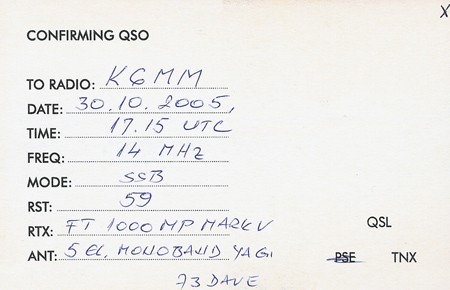 X
CONFIRMING QSO
TO RADIO: K6MM
DATE: 30.10.2005,
TIME: 17.15 UTC
FREQ: 14 MHz
MODE: SSB
RST: 59
RTX: FT 1000 MP MARK V
QSL
ANT: 5 El. MONOBAND YAGI
PSE TNX
73 DAVE